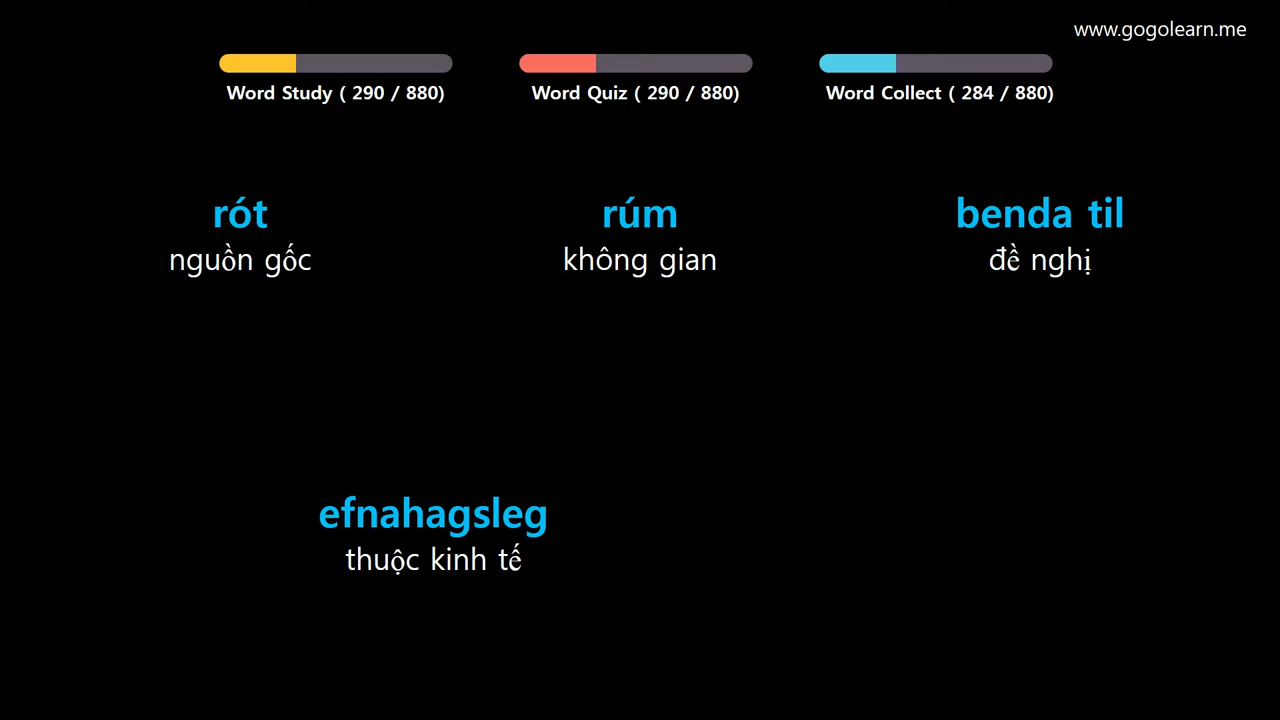 www.gogolearn.me
Word Study ( 290 / 880)
Word Quiz ( 290 / 880)
Word Collect ( 284 / 880)
rót
nguồn gốc
rúm
không gian
benda til
đề nghị
efnahagsleg
thuộc kinh tế